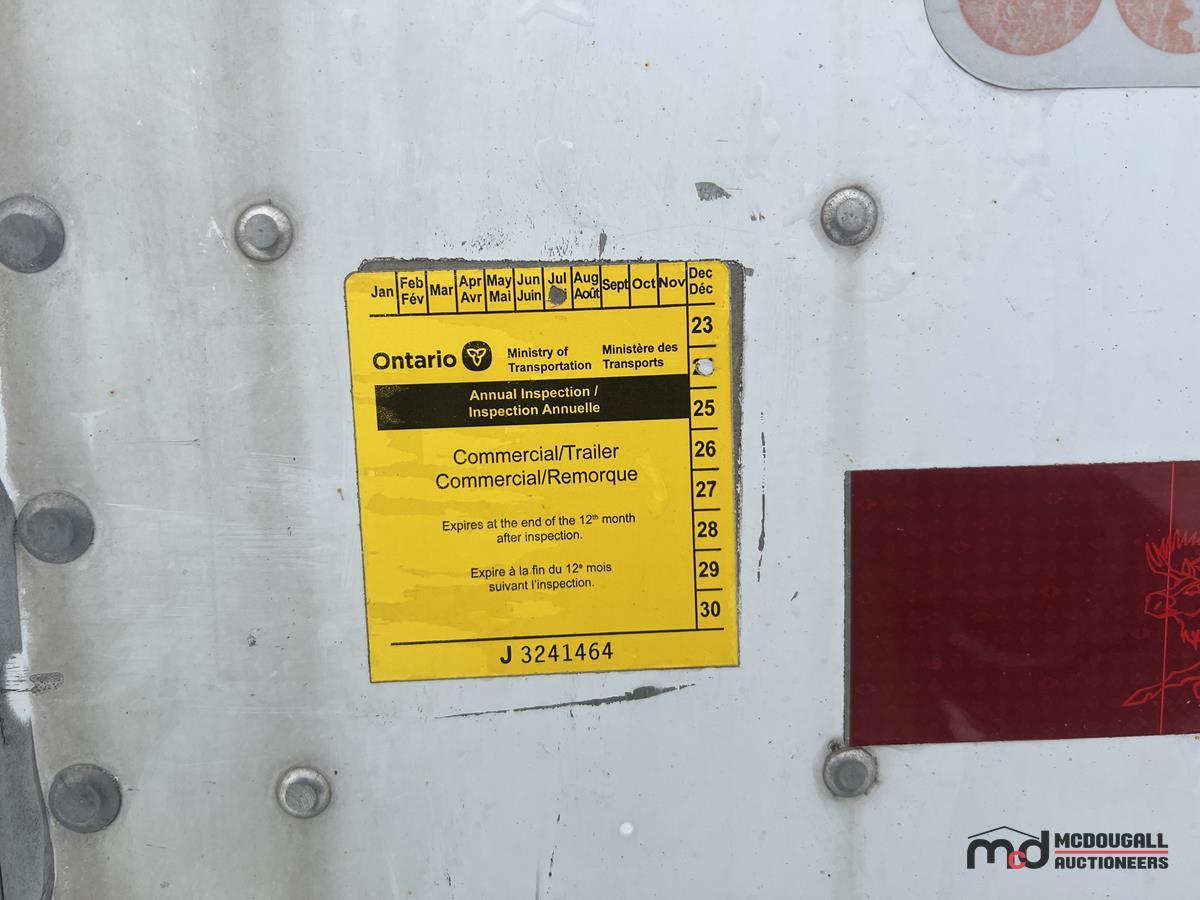 Jan Feb Mar Apr May Jun Jul Aug Sept Oct Nov Dec
Fév Avr Mai Juin Août Déc
23
Ontario Ministry of Transportation Ministère des Transports
Annual Inspection /
Inspection Annuelle
25
Commercial/Trailer
Commercial/Remorque
26
27
Expires at the end of the 12th month
after inspection.
28
Expire à la fin du 12e mois
suivant l'inspection.
29
30
J 3241464
mcd MCDOUGALL
AUCTIONEERS